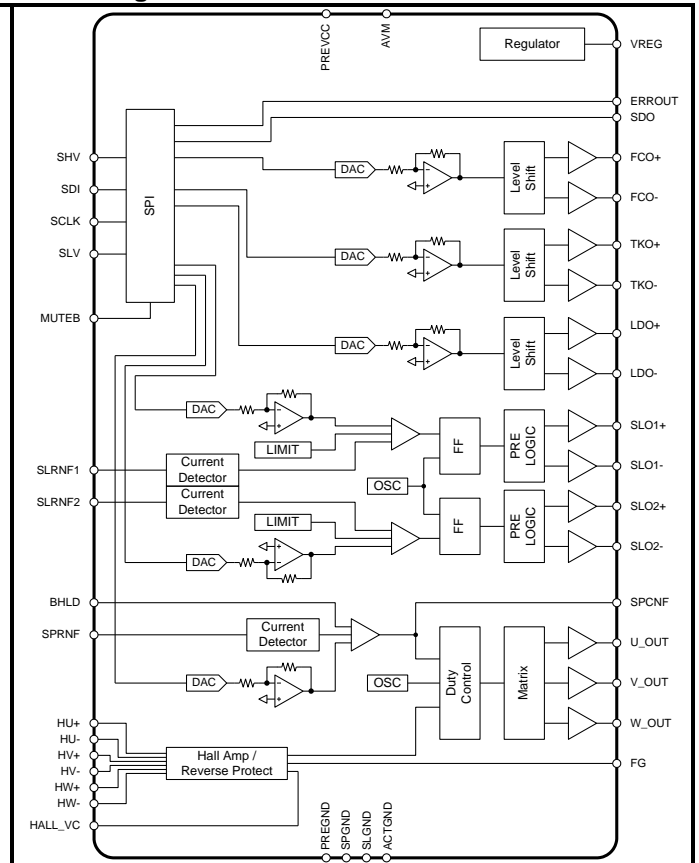 PREVCC
AVM
Regulator
VREG
ERROUT
SDO
SPI
SHV
SDI
SCLK
SLV
MUTEB
DAC
Level
Shift
FCO+
FCO-
DAC
Level
Shift
TKO+
TKO-
DAC
Level
Shift
LDO+
LDO-
DAC
LIMIT
SLRNF1
Current
Detector
SLRNF2
Current
Detector
OSC
FF
PRE
LOGIC
SLO1+
SLO1-
LIMIT
DAC
FF
PRE
LOGIC
SLO2+
SLO2-
BHLD
SPRNF
Current
Detector
DAC
OSC
Duty
Control
Matrix
SPCNF
U_OUT
V_OUT
W_OUT
HU+
HU-
HV+
HV-
HW+
HW-
HALL_VC
Hall Amp /
Reverse Protect
FG
PREGND
SPGND
SLGND
ACTGND